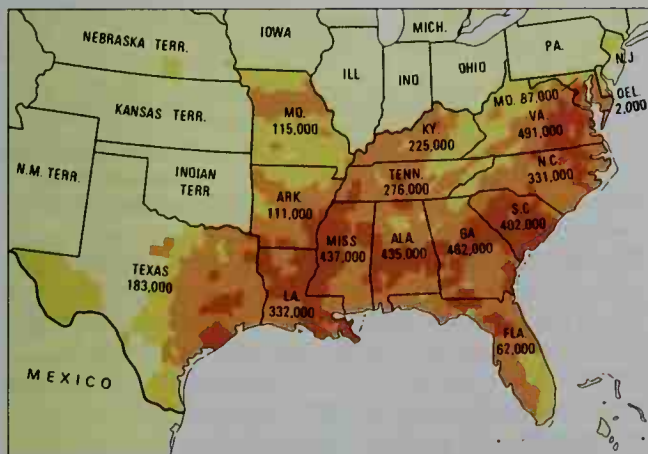 NEBRASKA TERR.
IOWA
MICH.
PA.
N.J.
ILL
IND
OHIO
KANSAS TERR.
MO.
115,000
KY.
225,000
MD. 87,000
VA.
491,000
DEL.
2,000
N.M. TERR.
INDIAN
TERR
ARK.
111,000
TENN.
276,000
N.C.
331,000
S.C.
402,000
TEXAS
183,000
LA.
332,000
MISS
437,000
ALA.
435,000
GA
462,000
FLA.
62,000
MEXICO